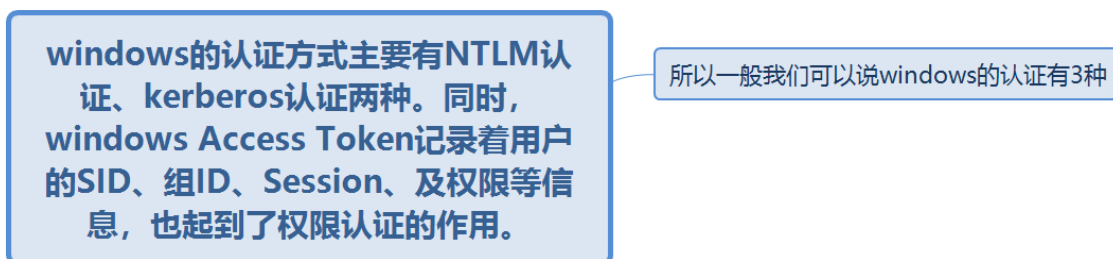 windows的认证方式主要有NTLM认
证、kerberos认证两种。同时，
windows Access Token记录着用户
的SID、组ID、Session、及权限等信
息，也起到了权限认证的作用。
所以一般我们可以说windows的认证有3种